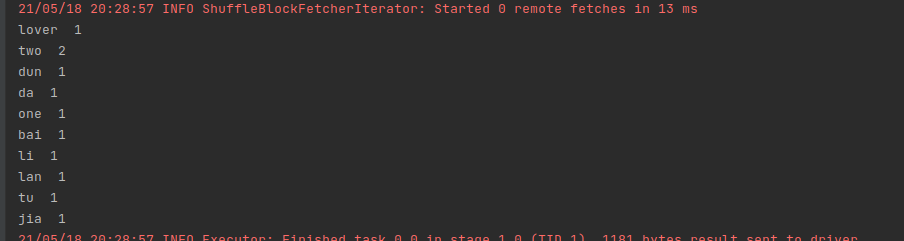 21/05/18 20:28:57 INFO ShuffleBlockFetcherIterator: Started 0 remote fetches in 13 ms
lover  1
two  2
dun  1
da  1
one  1
bai  1
li  1
lan  1
tu  1
jia  1
21/05/18 20:28:57 INFO Executor: Finished task 0.0 in stage 1.0 (TID 1). 1181 bytes result sent to driver